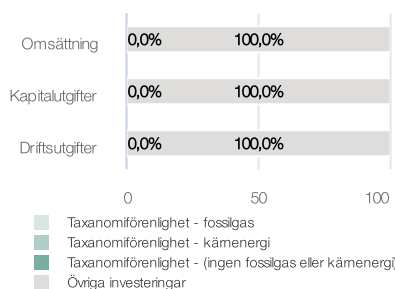 Omsättning 0,0% 100,0%
Kapitalutgifter 0,0% 100,0%
Driftsutgifter 0,0% 100,0%
0 50 100
Taxanomiförenlighet - fossilgas
Taxanomiförenlighet - kärnenergi
Taxanomiförenlighet - (ingen fossilgas eller kärnenergi)
Övriga investeringar